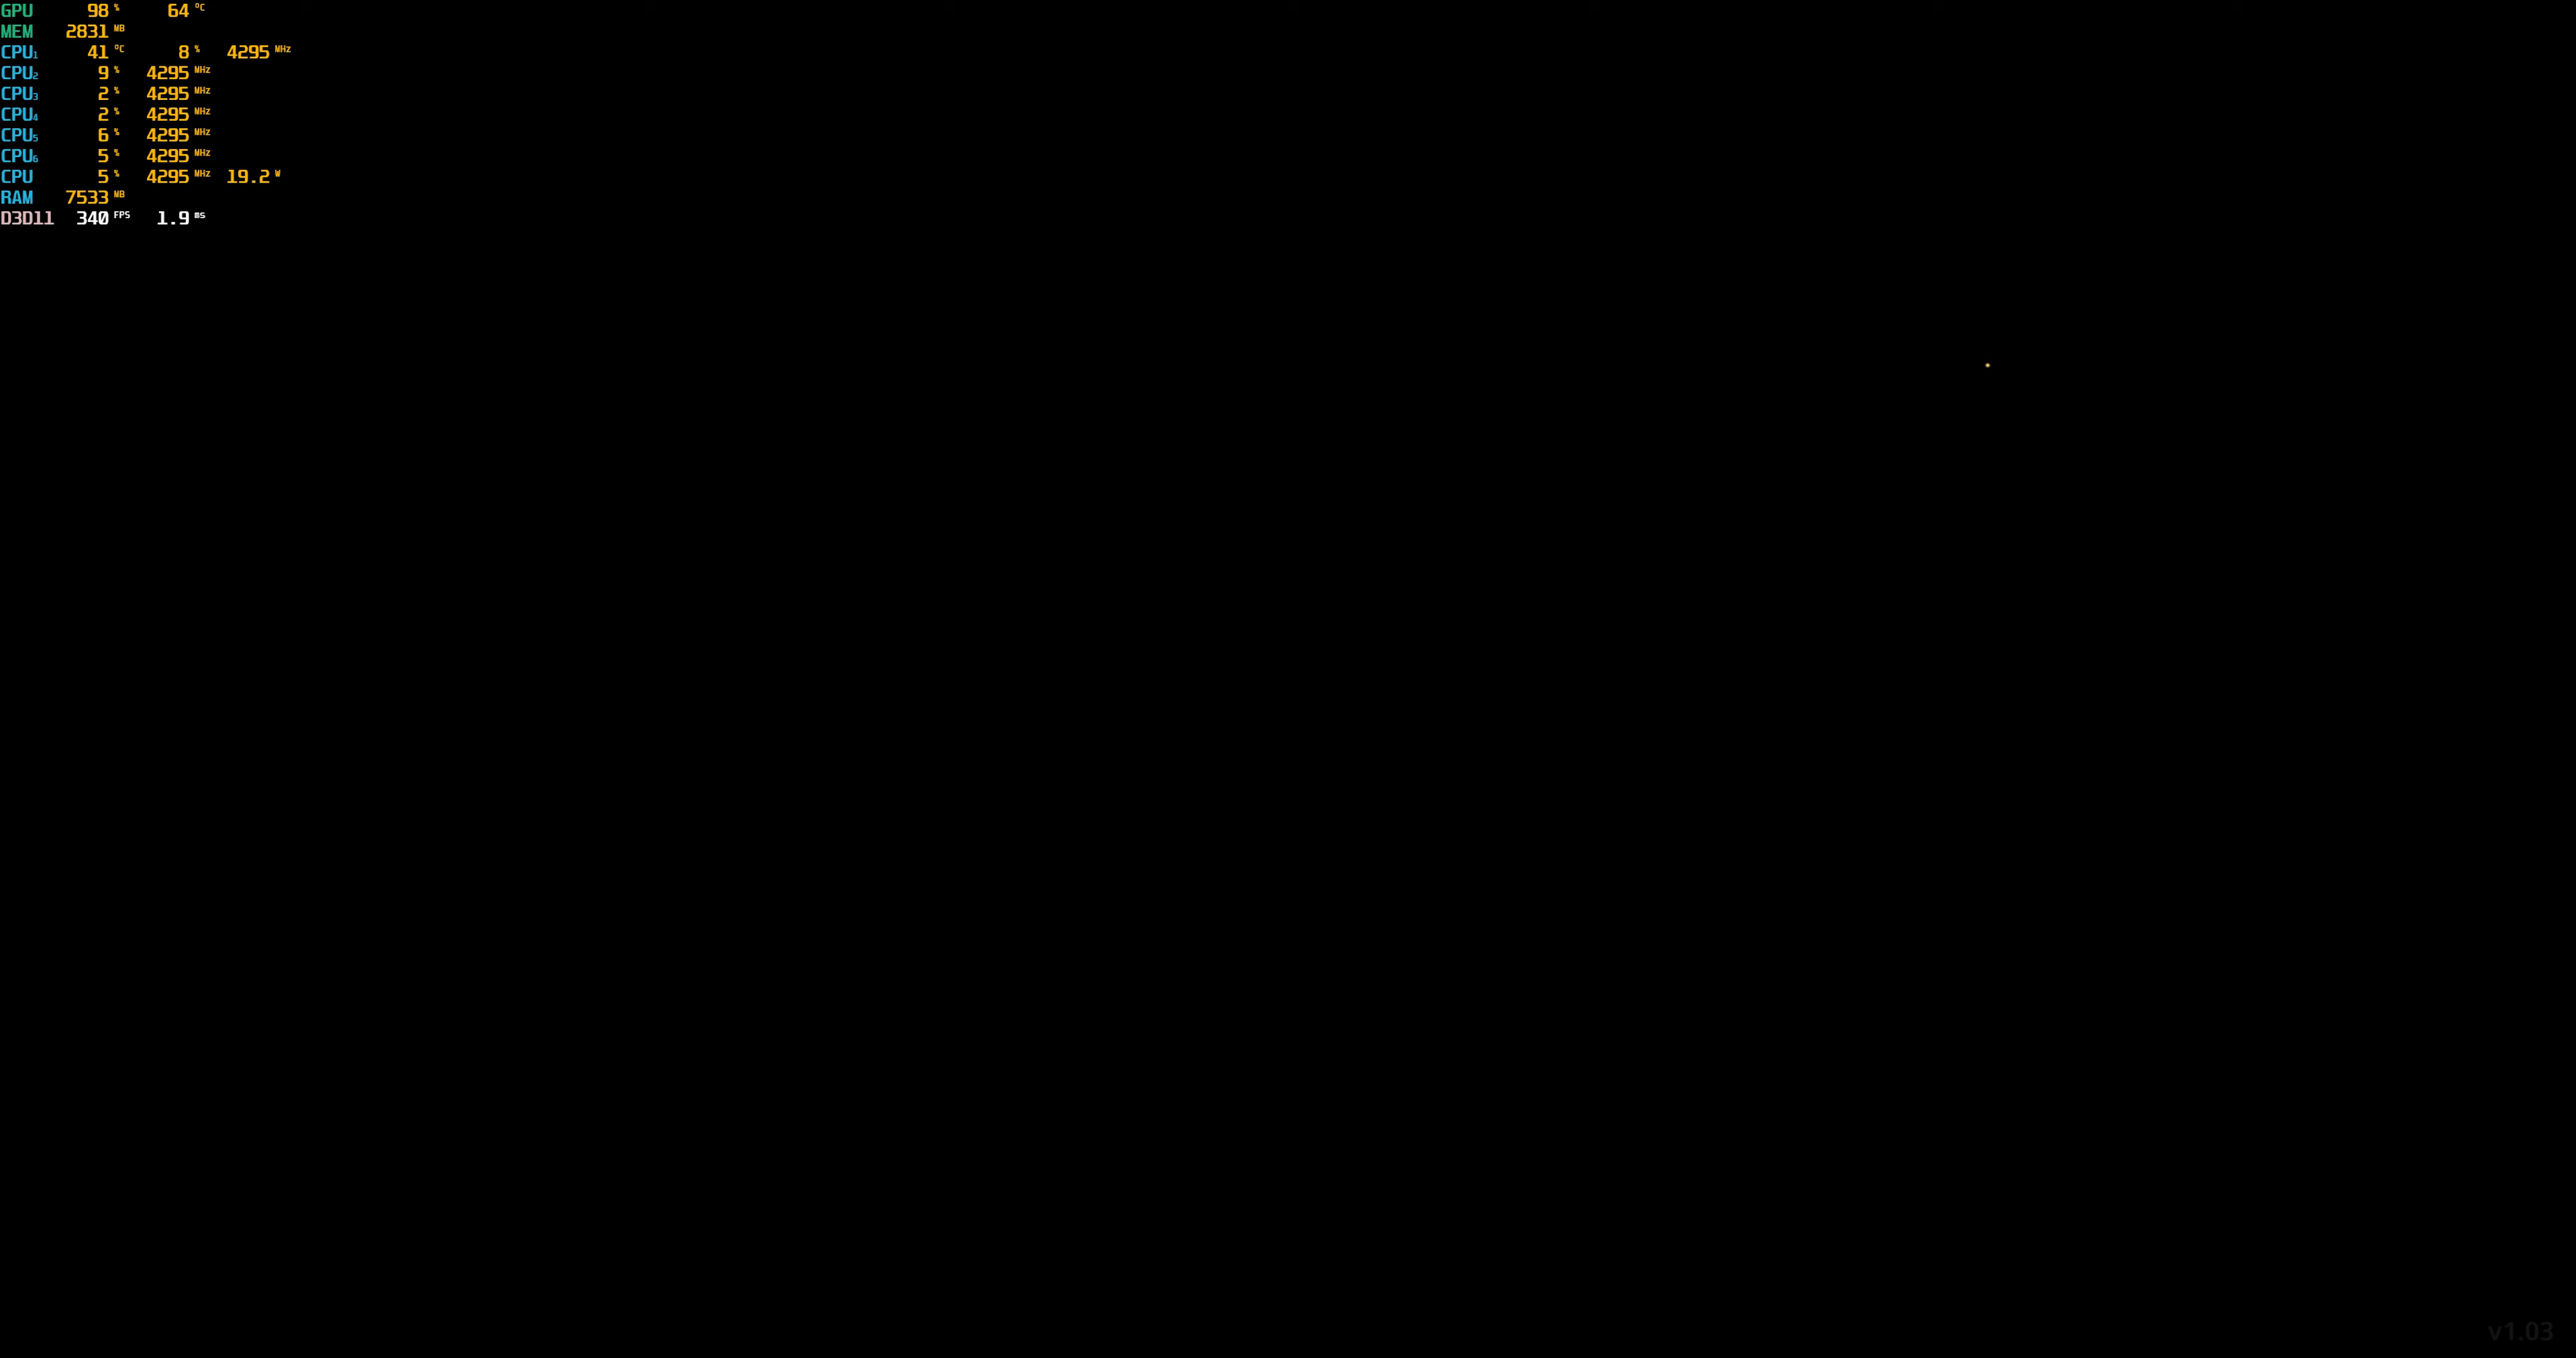 GPU 98 % 64 °C
MEM 2831 MB
CPU1 41 °C 8 % 4295 MHz
CPU2 9 % 4295 MHz
CPU3 2 % 4295 MHz
CPU4 2 % 4295 MHz
CPU5 6 % 4295 MHz
CPU6 5 % 4295 MHz
CPU 5 % 4295 MHz 19.2 W
RAM 7533 MB
D3D11 340 FPS 1.9 ms
v1.03